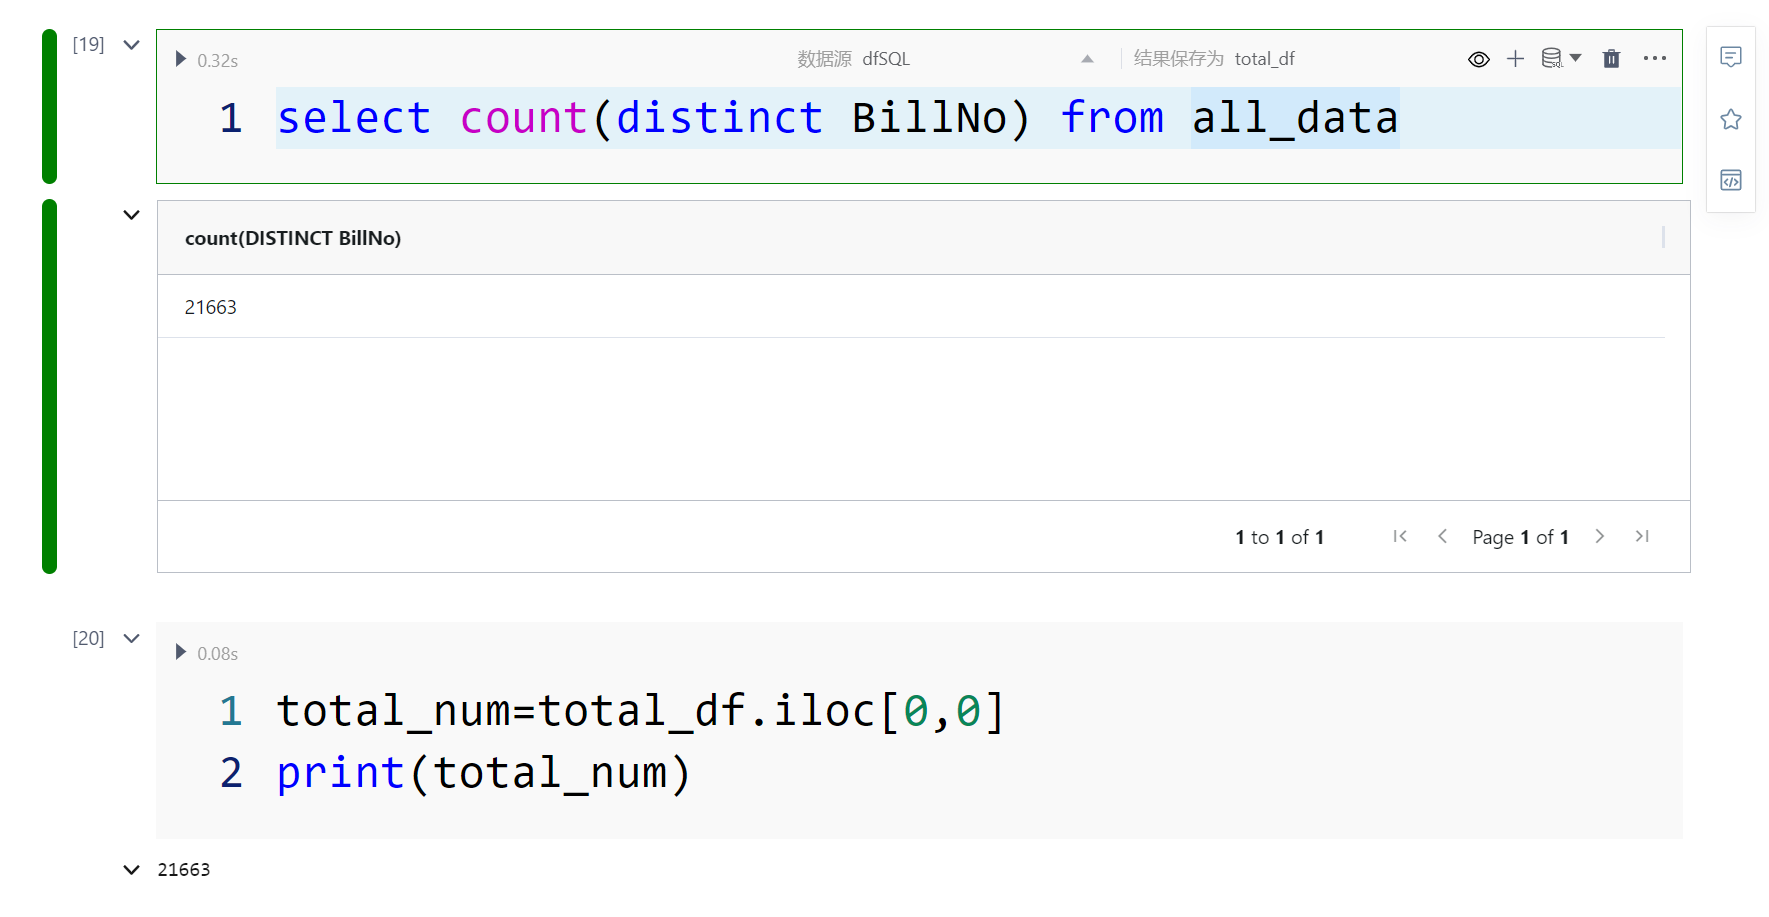 [19] 0.32s 数据源 dfSQL 结果保存为 total_df
1 select count(distinct BillNo) from all_data
count(DISTINCT BillNo)
21663
1 to 1 of 1 Page 1 of 1
[20] 0.08s
1 total_num=total_df.iloc[0,0]
2 print(total_num)
21663